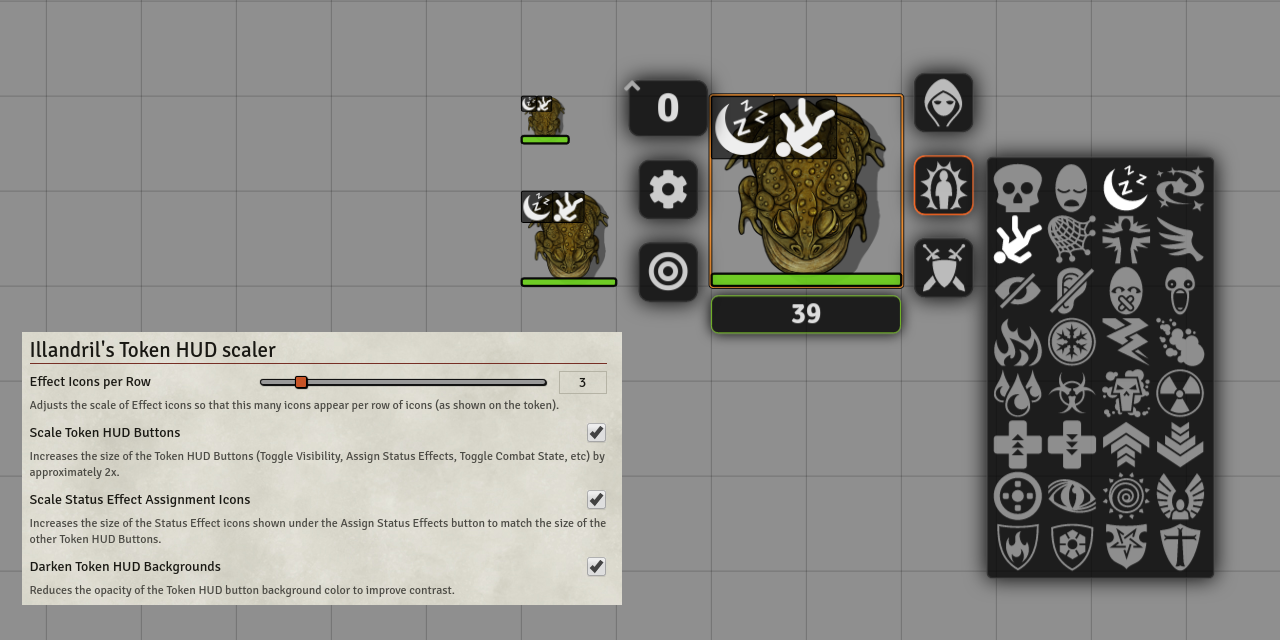 0
39
Illandril's Token HUD scaler
Effect Icons per Row
3
Adjusts the scale of Effect icons so that this many icons appear per row of icons (as shown on the token).
Scale Token HUD Buttons
Increases the size of the Token HUD Buttons (Toggle Visibility, Assign Status Effects, Toggle Combat State, etc) by
approximately 2x.
Scale Status Effect Assignment Icons
Increases the size of the Status Effect icons shown under the Assign Status Effects button to match the size of the
other Token HUD Buttons.
Darken Token HUD Backgrounds
Reduces the opacity of the Token HUD button background color to improve contrast.